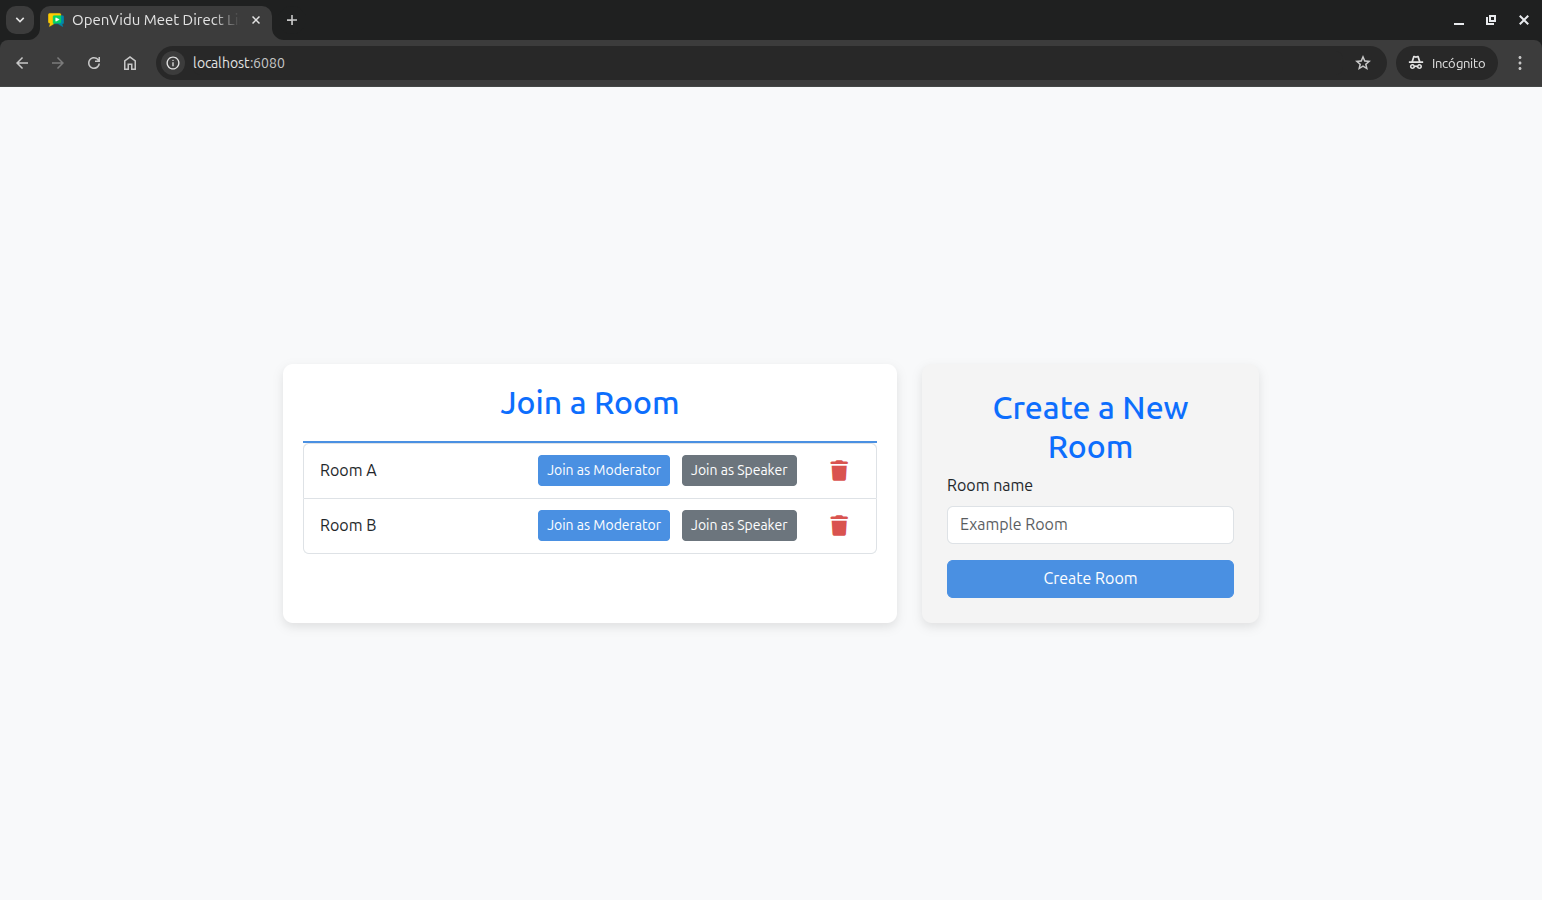 OpenVidu Meet Direct Li
localhost:6080
Incógnito
Join a Room
Room A
Join as Moderator
Join as Speaker
Room B
Join as Moderator
Join as Speaker
Create a New
Room
Room name
Example Room
Create Room